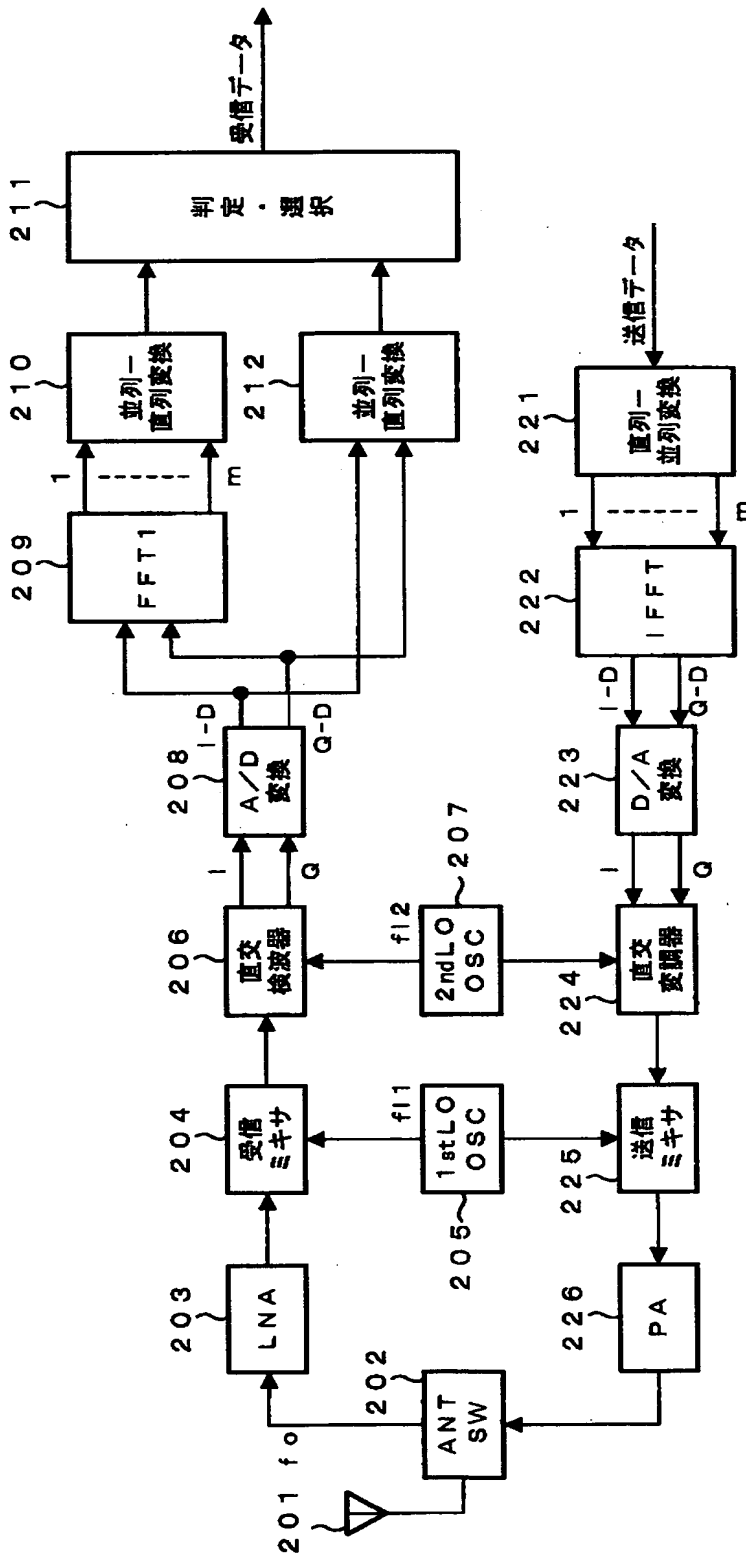 201
fo
202
ANT
SW
203
LNA
204
受信
ミキサ
205
1stLO
OSC
fl1
206
直交
検波器
207
2ndLO
OSC
fl2
I
Q
208
A/D
変換
I-D
Q-D
209
FFT1
1
m
210
並列ー
直列変換
211
判定・選択
受信データ
212
並列ー
直列変換
送信データ
221
直列ー
並列変換
1
m
222
IFFT
I-D
Q-D
223
D/A
変換
I
Q
224
直交
変調器
225
送信
ミキサ
226
PA